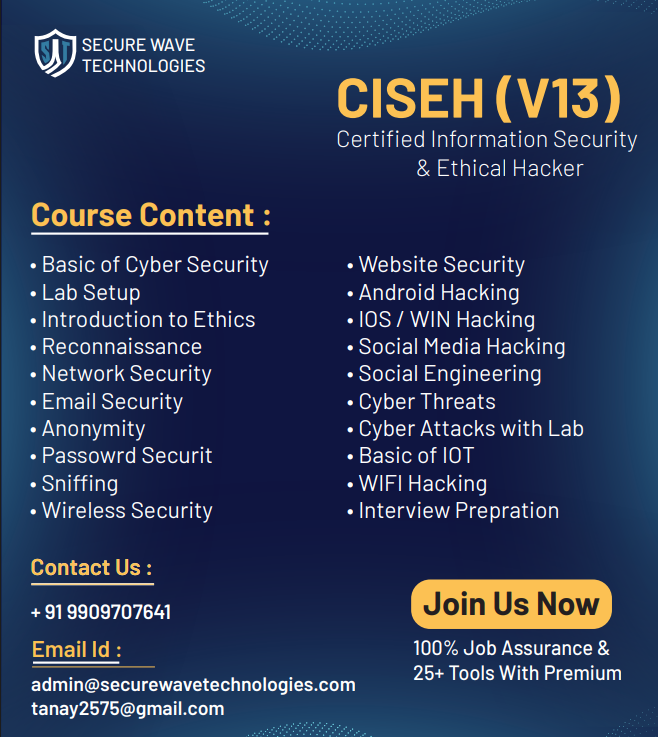 SECURE WAVE
TECHNOLOGIES
CISEH (V13)
Certified Information Security
& Ethical Hacker
Course Content :
• Basic of Cyber Security
• Lab Setup
• Introduction to Ethics
• Reconnaissance
• Network Security
• Email Security
• Anonymity
• Passowrd Securit
• Sniffing
• Wireless Security
• Website Security
• Android Hacking
• IOS / WIN Hacking
• Social Media Hacking
• Social Engineering
• Cyber Threats
• Cyber Attacks with Lab
• Basic of IOT
• WIFI Hacking
• Interview Prepration
Contact Us :
+ 91 9909707641
Email Id :
admin@securewavetechnologies.com
tanay2575@gmail.com
Join Us Now
100% Job Assurance &
25+ Tools With Premium